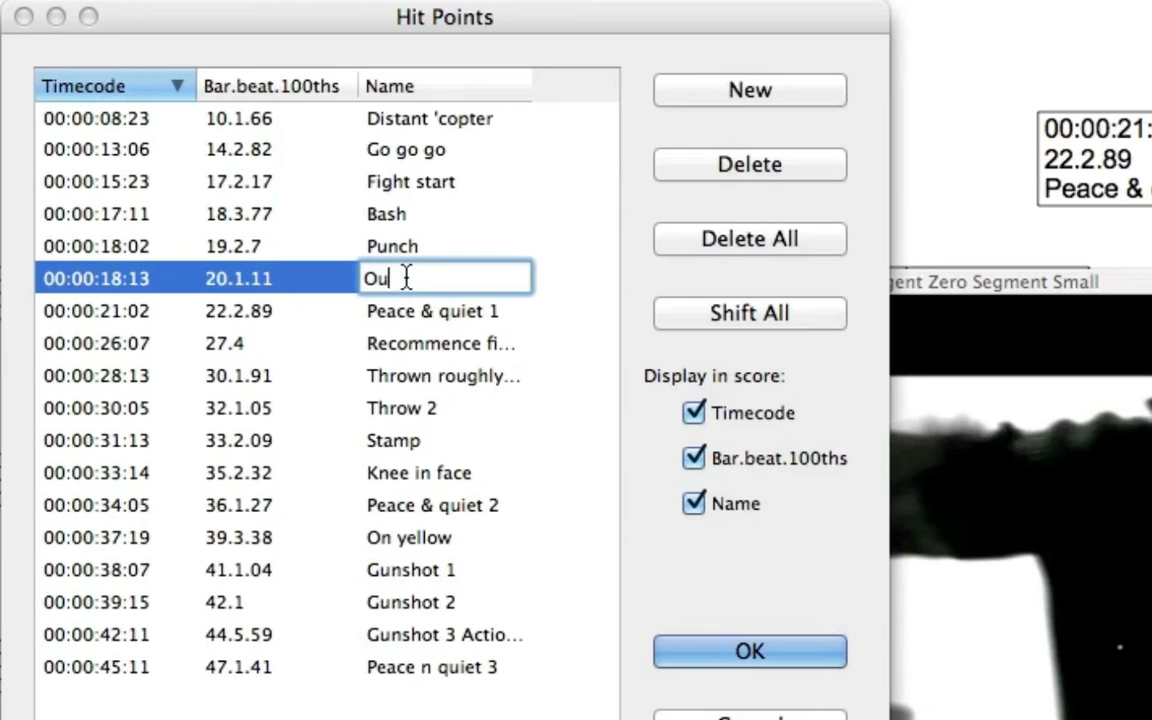 Hit Points
Timecode Bar.beat.100ths Name
00:00:08:23 10.1.66 Distant 'copter
00:00:13:06 14.2.82 Go go go
00:00:15:23 17.2.17 Fight start
00:00:17:11 18.3.77 Bash
00:00:18:02 19.2.7 Punch
00:00:18:13 20.1.11 Ou
00:00:21:02 22.2.89 Peace & quiet 1
00:00:26:07 27.4 Recommence fi...
00:00:28:13 30.1.91 Thrown roughly...
00:00:30:05 32.1.05 Throw 2
00:00:31:13 33.2.09 Stamp
00:00:33:14 35.2.32 Knee in face
00:00:34:05 36.1.27 Peace & quiet 2
00:00:37:19 39.3.38 On yellow
00:00:38:07 41.1.04 Gunshot 1
00:00:39:15 42.1 Gunshot 2
00:00:42:11 44.5.59 Gunshot 3 Actio...
00:00:45:11 47.1.41 Peace n quiet 3
New
Delete
Delete All
Shift All
Display in score:
Timecode
Bar.beat.100ths
Name
OK
00:00:21:
22.2.89
Peace &
gent Zero Segment Small